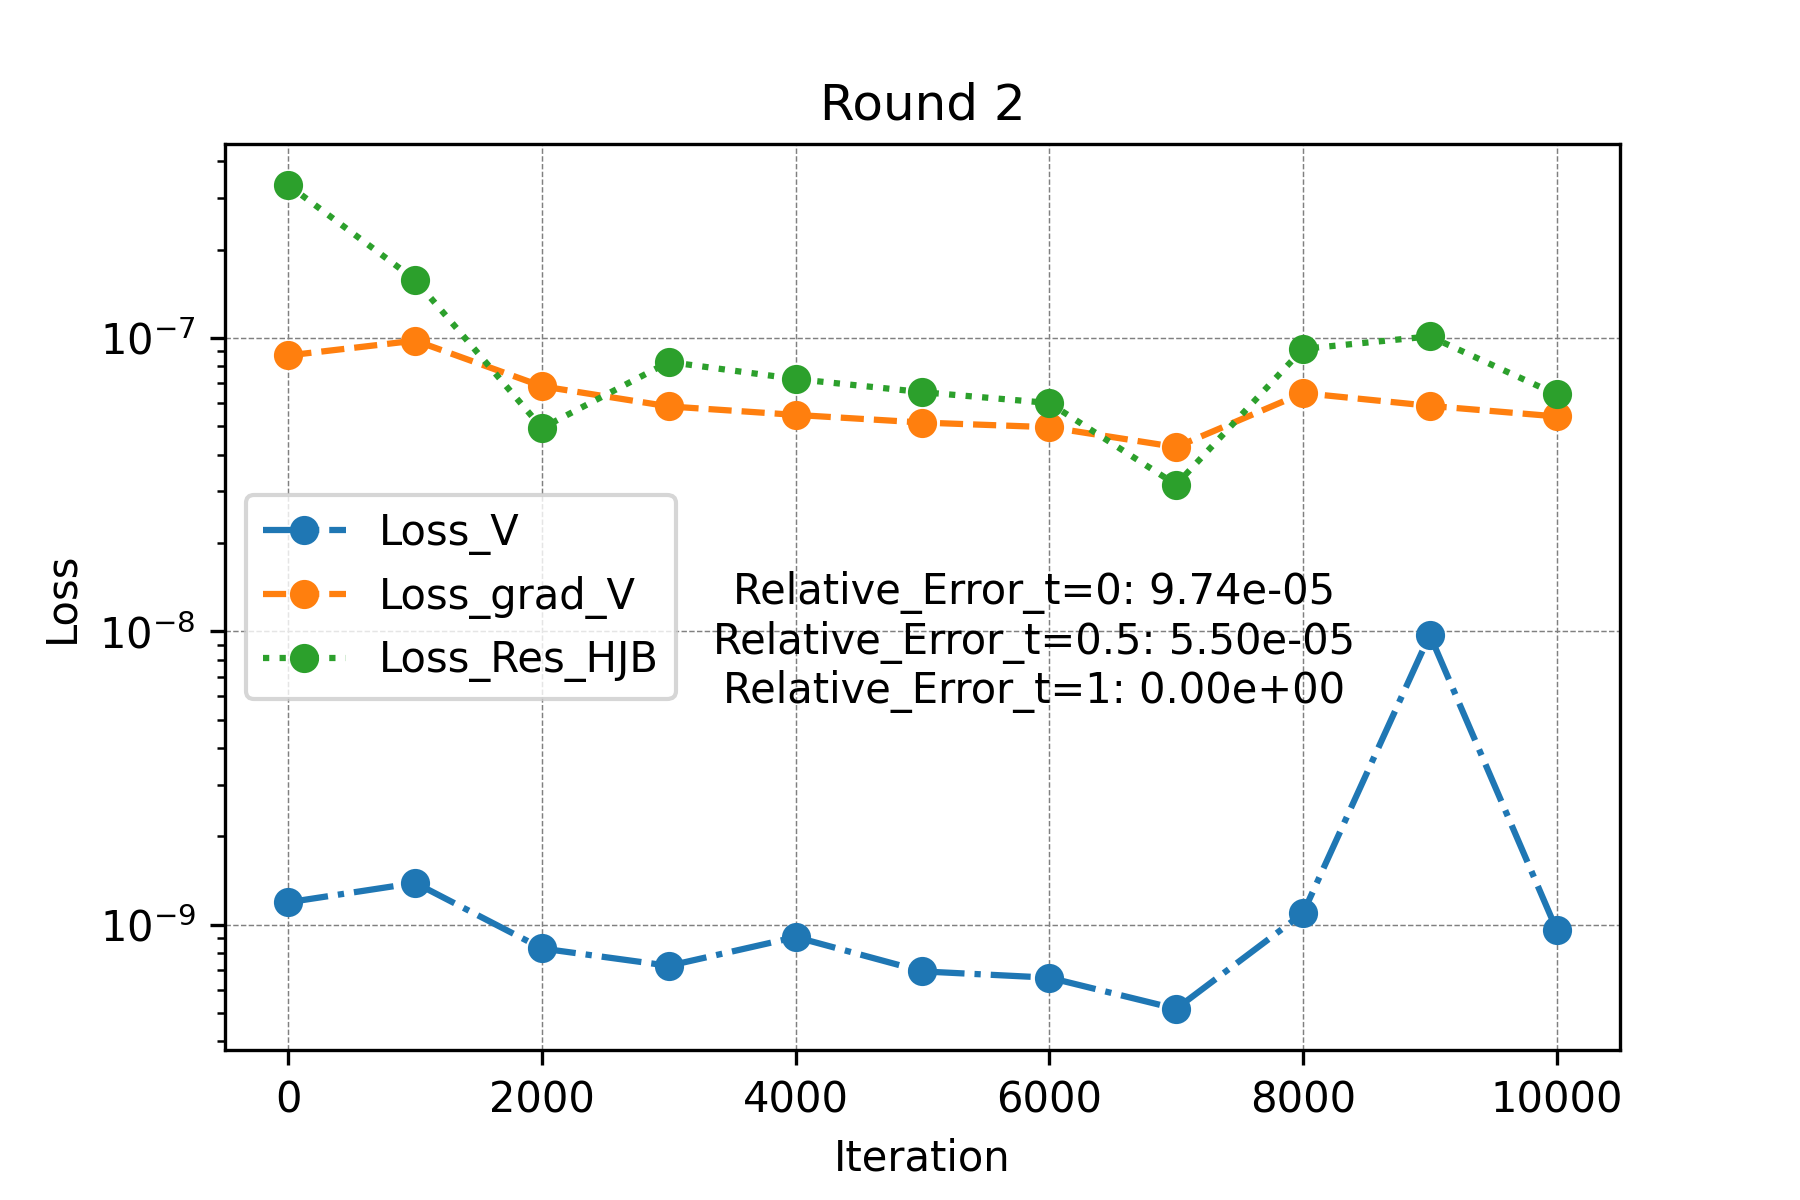 Round 2
Loss
10⁻⁷
10⁻⁸
10⁻⁹
Loss_V
Loss_grad_V
Loss_Res_HJB
Relative_Error_t=0: 9.74e-05
Relative_Error_t=0.5: 5.50e-05
Relative_Error_t=1: 0.00e+00
0 2000 4000 6000 8000 10000
Iteration